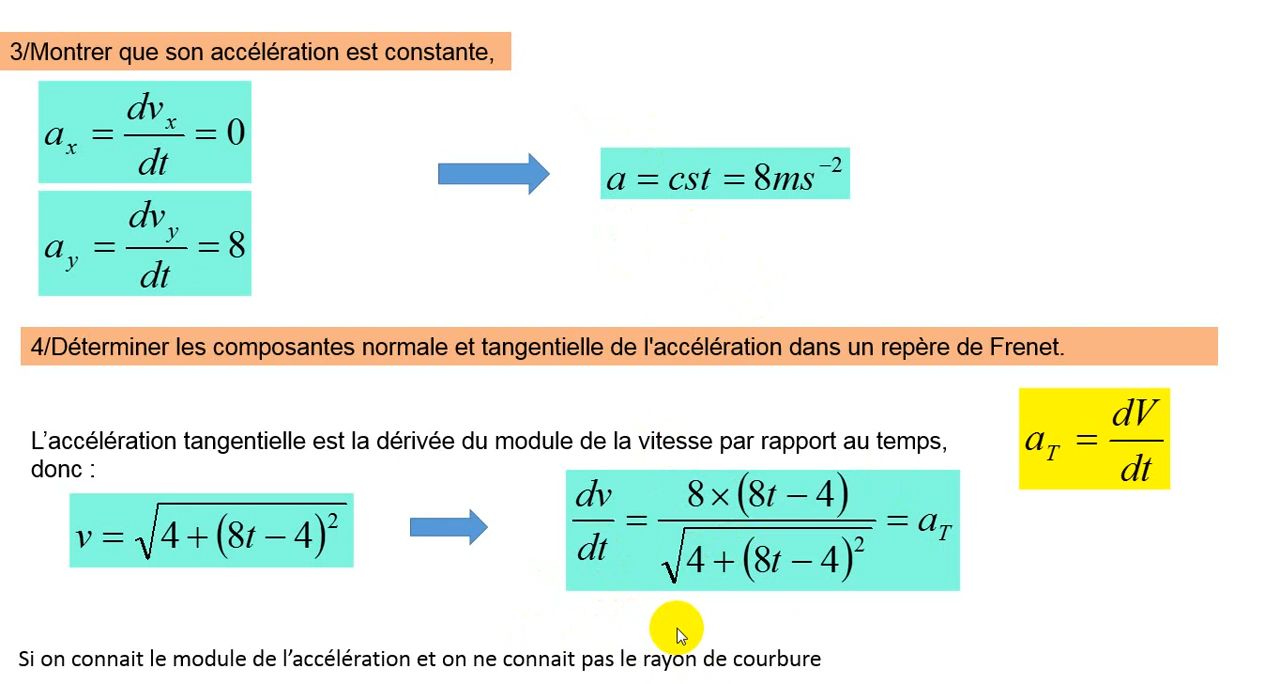 3/Montrer que son accélération est constante,
a_x = dv_x/dt = 0
a = cst = 8ms^-2
a_y = dv_y/dt = 8
4/Déterminer les composantes normale et tangentielle de l'accélération dans un repère de Frenet.
a_T = dV/dt
L’accélération tangentielle est la dérivée du module de la vitesse par rapport au temps,
donc :
v = √(4 + (8t − 4)^2)
dv/dt = 8×(8t − 4)/√(4 + (8t − 4)^2) = a_T
Si on connait le module de l’accélération et on ne connait pas le rayon de courbure